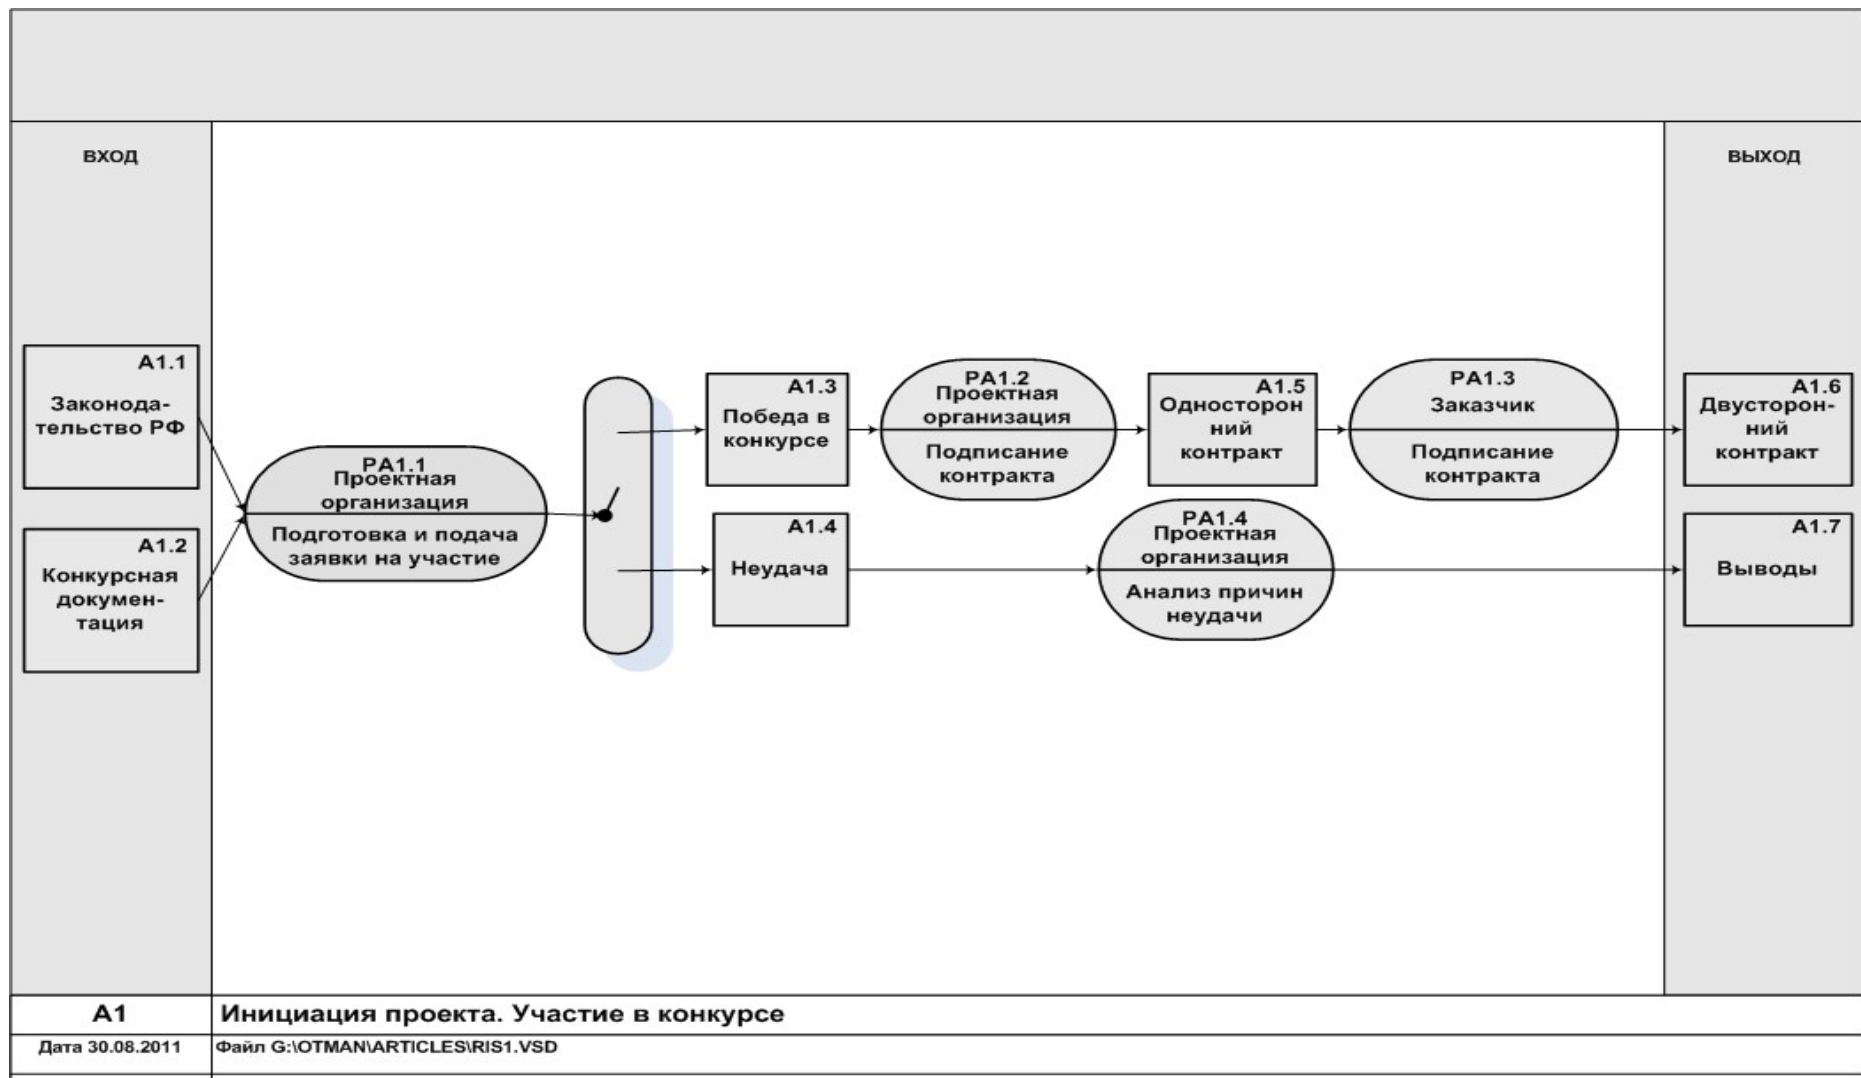 ВХОД
ВЫХОД
А1.1
Законода-
тельство РФ
А1.2
Конкурсная
докумен-
тация
РА1.1
Проектная
организация
Подготовка и подача
заявки на участие
А1.3
Победа в
конкурсе
РА1.2
Проектная
организация
Подписание
контракта
А1.5
Односторон
ний
контракт
РА1.3
Заказчик
Подписание
контракта
А1.6
Двусторон-
ний
контракт
А1.4
Неудача
РА1.4
Проектная
организация
Анализ причин
неудачи
А1.7
Выводы
А1
Инициация проекта. Участие в конкурсе
Дата 30.08.2011
Файл G:\OTMAN\ARTICLES\RIS1.VSD